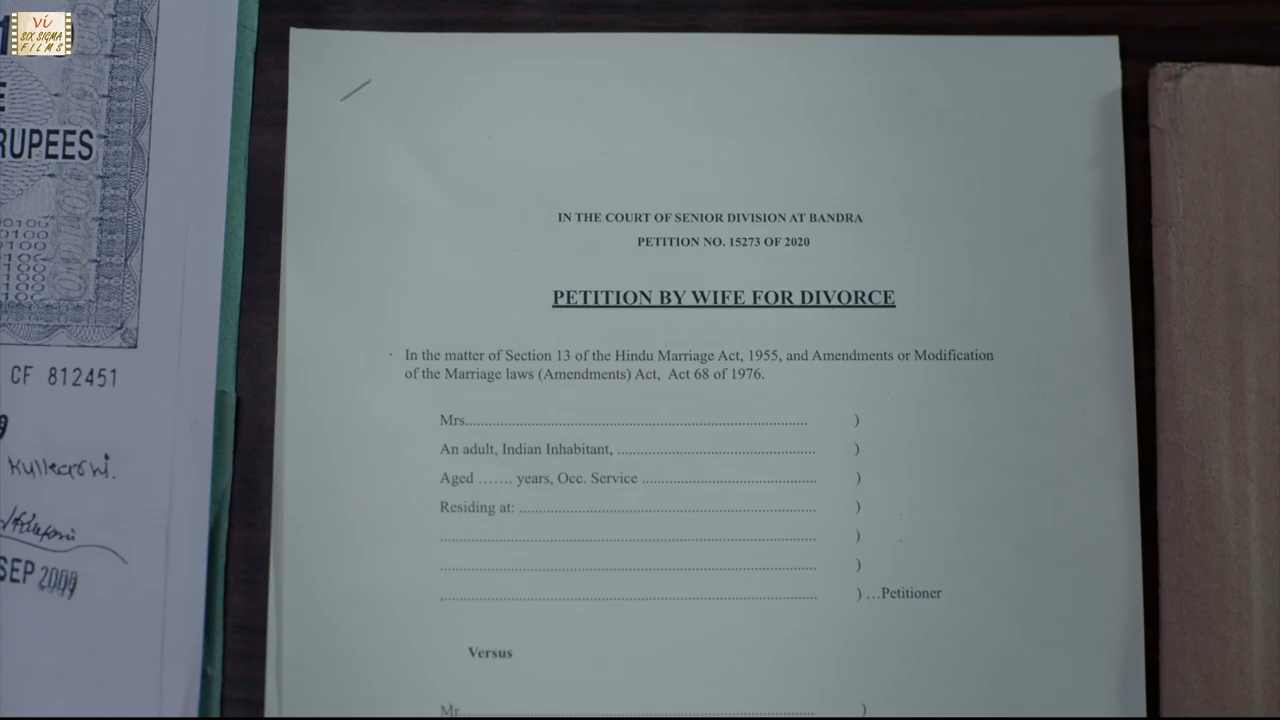 vi
SIX SIGMA
FILMS
RUPEES
CF 812451
Kulkarni.
SEP 2009
IN THE COURT OF SENIOR DIVISION AT BANDRA
PETITION NO. 15273 OF 2020
PETITION BY WIFE FOR DIVORCE
In the matter of Section 13 of the Hindu Marriage Act, 1955, and Amendments or Modification
of the Marriage laws (Amendments) Act, Act 68 of 1976.
Mrs.................................................................................... )
An adult, Indian Inhabitant, .................................................. )
Aged ……. years, Occ. Service ............................................ )
Residing at: .......................................................................... )
.............................................................................................. )
.............................................................................................. )
.............................................................................................. ) …Petitioner
Versus
Mr......................................................................................... )